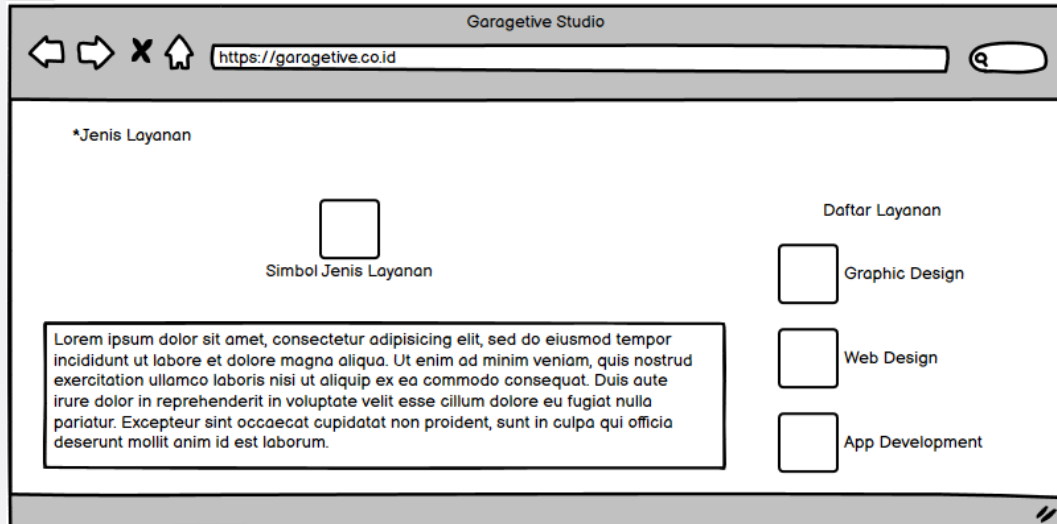 Garagetive Studio
https://garagetive.co.id
*Jenis Layanan
Simbol Jenis Layanan
Lorem ipsum dolor sit amet, consectetur adipisicing elit, sed do eiusmod tempor
incididunt ut labore et dolore magna aliqua. Ut enim ad minim veniam, quis nostrud
exercitation ullamco laboris nisi ut aliquip ex ea commodo consequat. Duis aute
irure dolor in reprehenderit in voluptate velit esse cillum dolore eu fugiat nulla
pariatur. Excepteur sint occaecat cupidatat non proident, sunt in culpa qui officia
deserunt mollit anim id est laborum.
Daftar Layanan
Graphic Design
Web Design
App Development